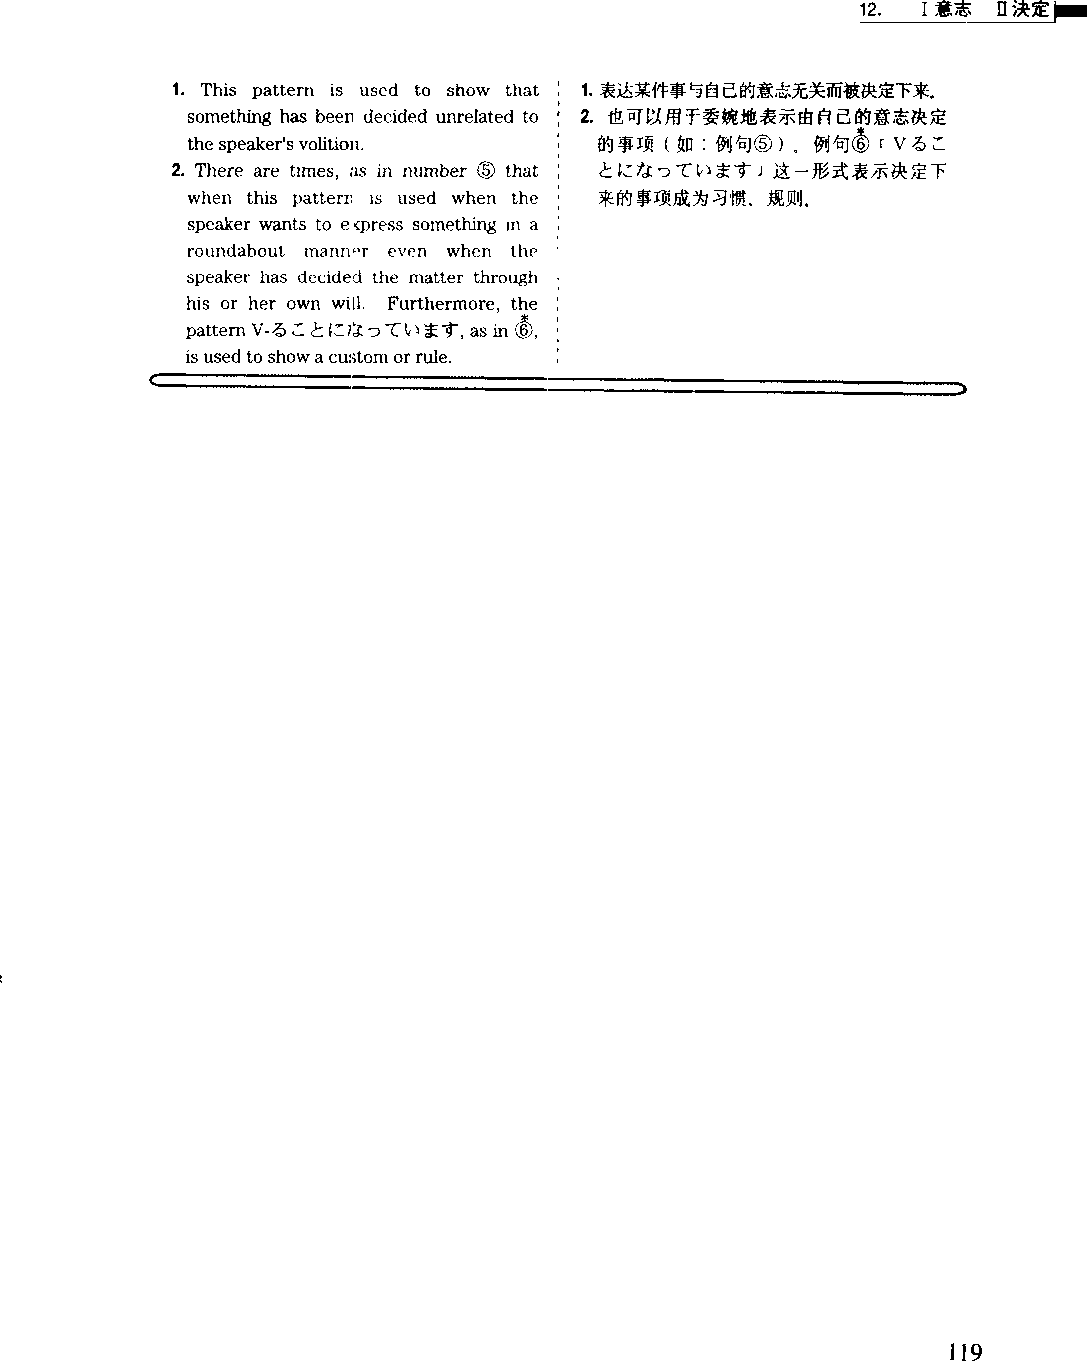 12. Ⅰ意志 Ⅱ決定
1. This pattern is used to show that
something has been decided unrelated to
the speaker's volition.
2. There are times, as in number ⑤ that
when this pattern is used when the
speaker wants to express something in a
roundabout manner even when the
speaker has decided the matter through
his or her own will. Furthermore, the
pattern V-ることになっています, as in ⑥*,
is used to show a custom or rule.
1. 表达某件事与自己的意志无关而被决定下来.
2. 也可以用于委婉地表示由自己的意志决定
的事项(如：例句⑤)。例句⑥*「Vるこ
とになっています」这一形式表示决定下
来的事项成为习惯、规则.
119